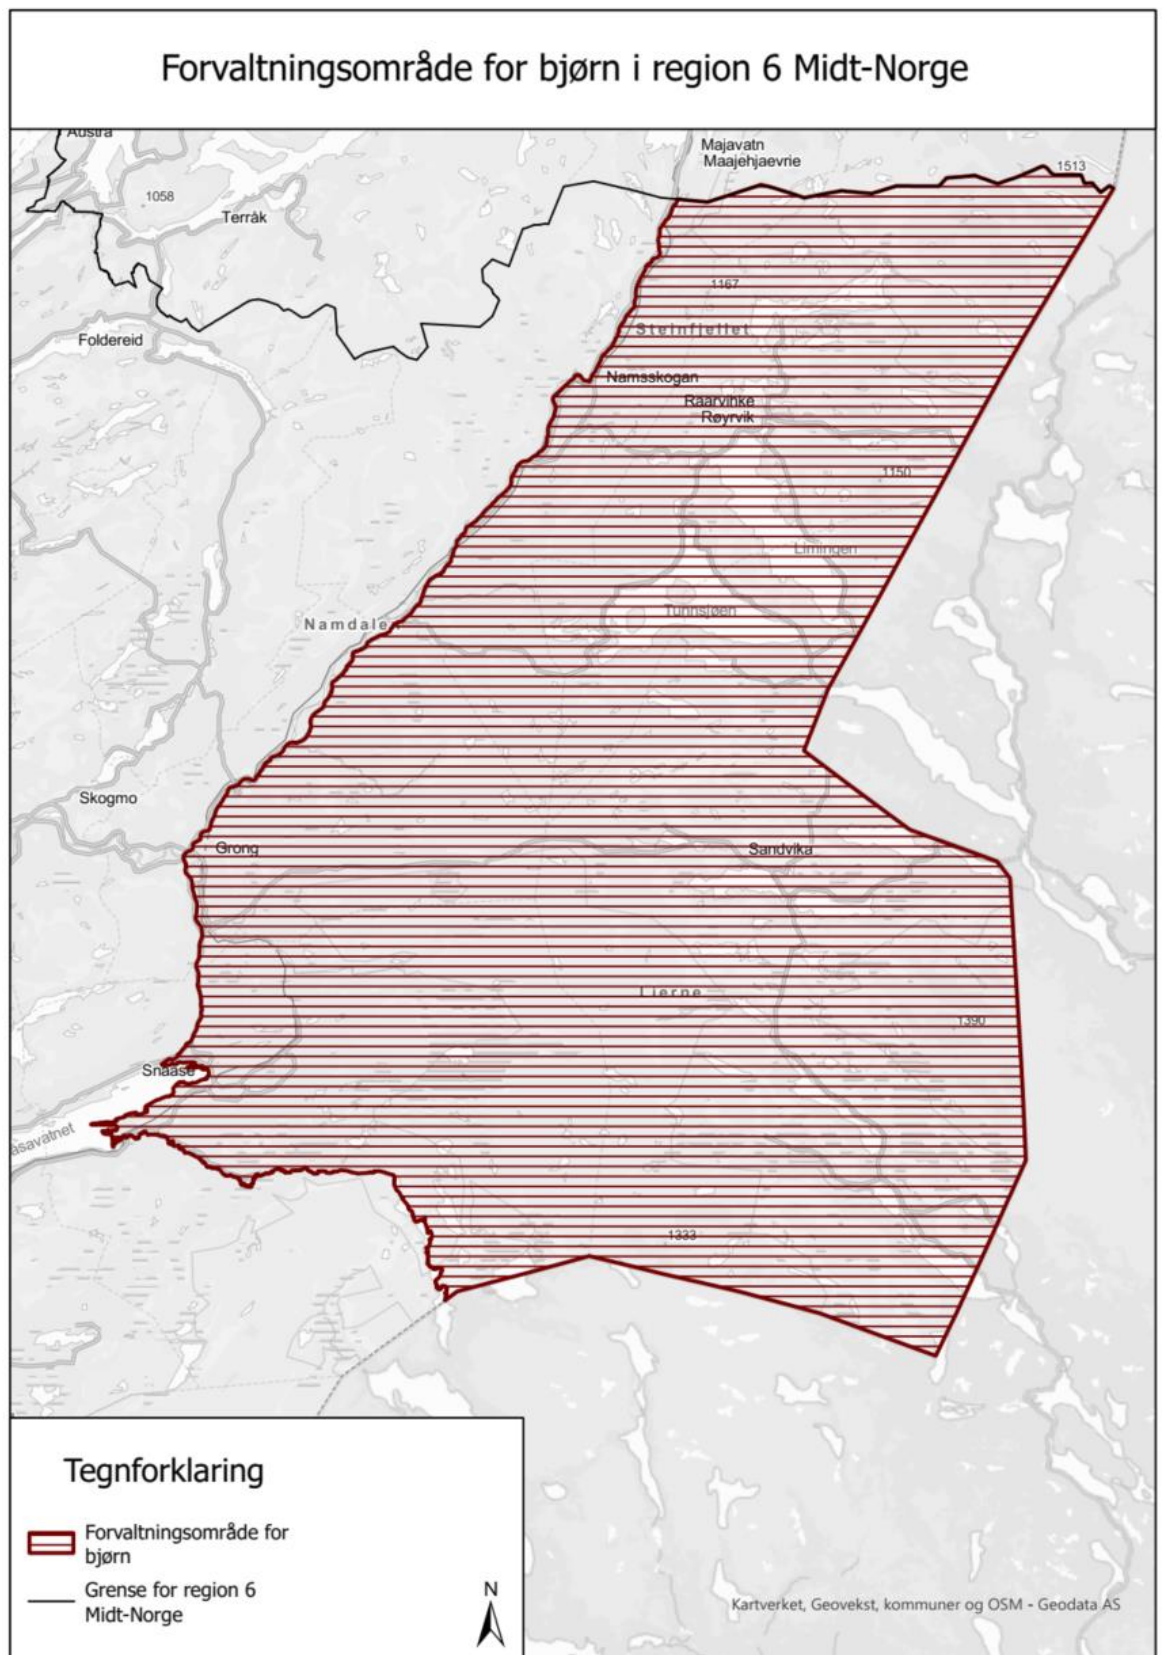 Forvaltningsområde for bjørn i region 6 Midt-Norge
Austra
Majavatn
Maajehjaevrie
1513
1058
Terråk
1167
Steinfjellet
Foldereid
Namsskogan
Raarvihke
Røyrvik
1150
Limingen
Tunnsjøen
Namdalen
Skogmo
Grong
Sandvika
Lierne
1390
Snåase
åsavatnet
1333
Tegnforklaring
Forvaltningsområde for
bjørn
Grense for region 6
Midt-Norge
N
Kartverket, Geovekst, kommuner og OSM - Geodata AS